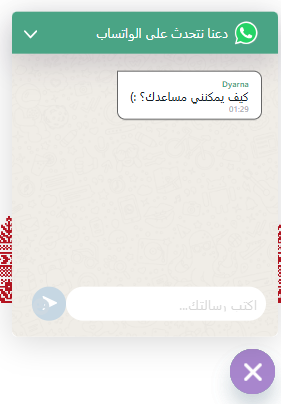 دعنا نتحدث على الواتساب
Dyarna
كيف يمكنني مساعدك؟ :)
01:29
اكتب رسالتك...